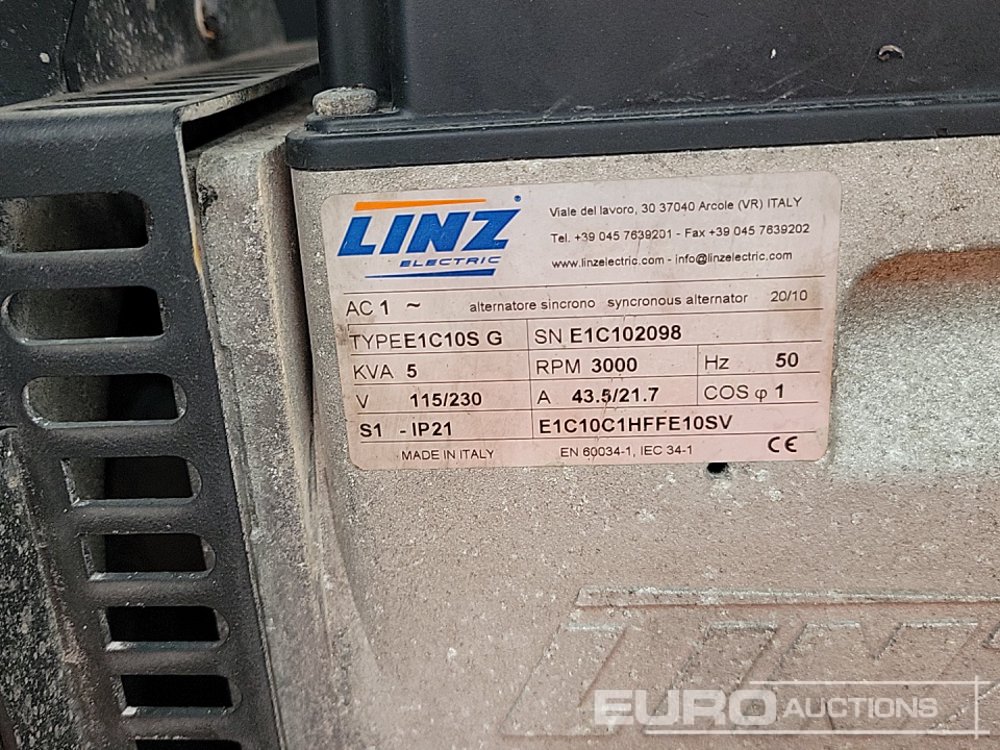 LINZ®
ELECTRIC
Viale del lavoro, 30 37040 Arcole (VR) ITALY
Tel. +39 045 7639201 - Fax +39 045 7639202
www.linzelectric.com - info@linzelectric.com
AC 1 ~ alternatore sincrono syncronous alternator 20/10
TYPE E1C10S G SN E1C102098
KVA 5 RPM 3000 Hz 50
V 115/230 A 43.5/21.7 COS φ 1
S1 - IP21 E1C10C1HFFE10SV
MADE IN ITALY EN 60034-1, IEC 34-1 CE
LINZ
EURO AUCTIONS